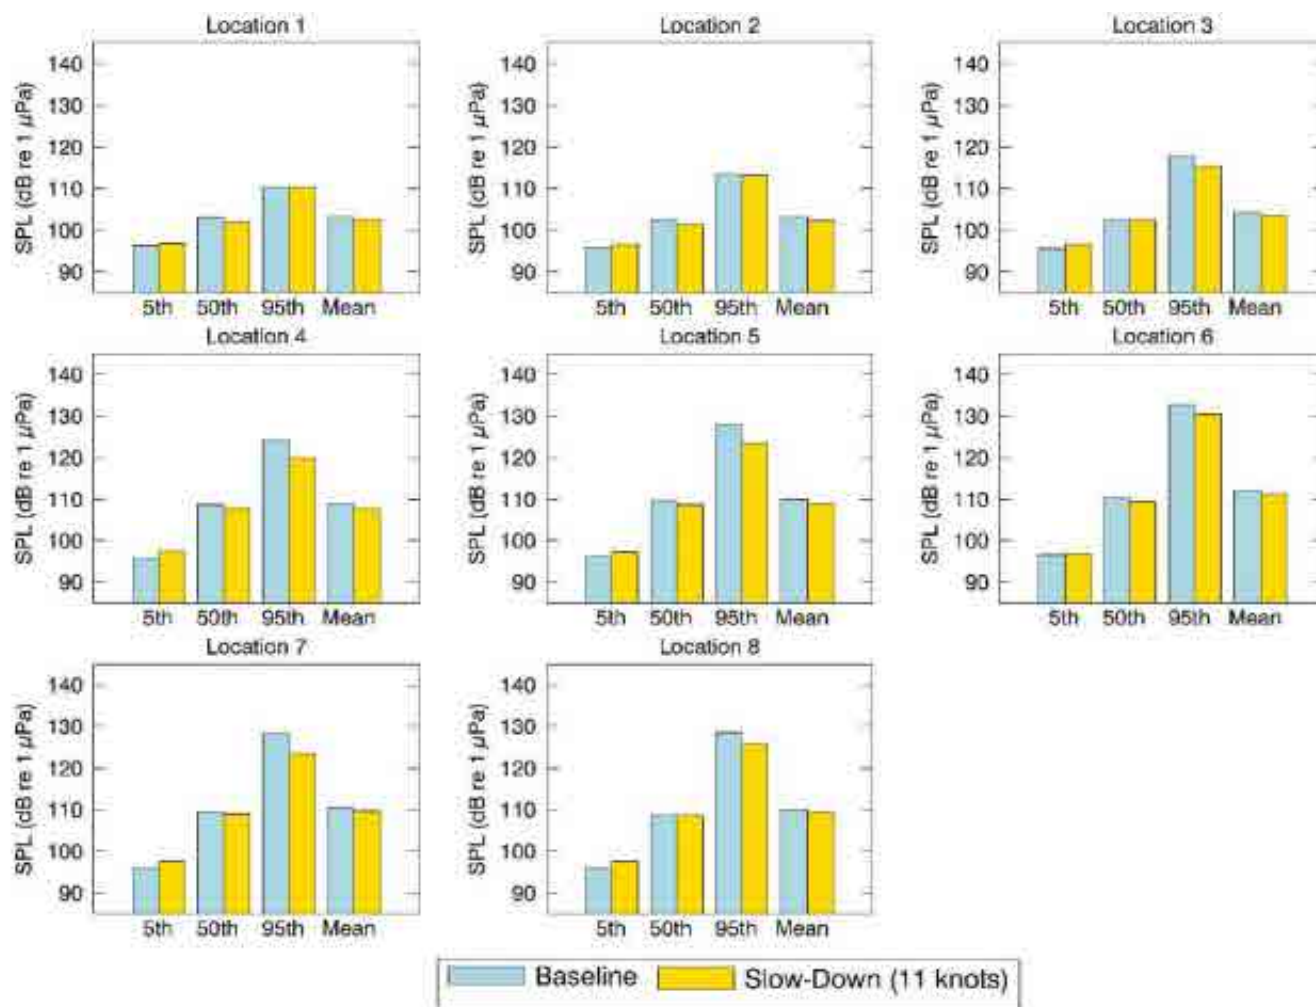 Location 1
SPL (dB re 1 µPa)
140
130
120
110
100
90
5th 50th 95th Mean
Location 2
SPL (dB re 1 µPa)
140
130
120
110
100
90
5th 50th 95th Mean
Location 3
SPL (dB re 1 µPa)
140
130
120
110
100
90
5th 50th 95th Mean
Location 4
SPL (dB re 1 µPa)
140
130
120
110
100
90
5th 50th 95th Mean
Location 5
SPL (dB re 1 µPa)
140
130
120
110
100
90
5th 50th 95th Mean
Location 6
SPL (dB re 1 µPa)
140
130
120
110
100
90
5th 50th 95th Mean
Location 7
SPL (dB re 1 µPa)
140
130
120
110
100
90
5th 50th 95th Mean
Location 8
SPL (dB re 1 µPa)
140
130
120
110
100
90
5th 50th 95th Mean
Baseline Slow-Down (11 knots)